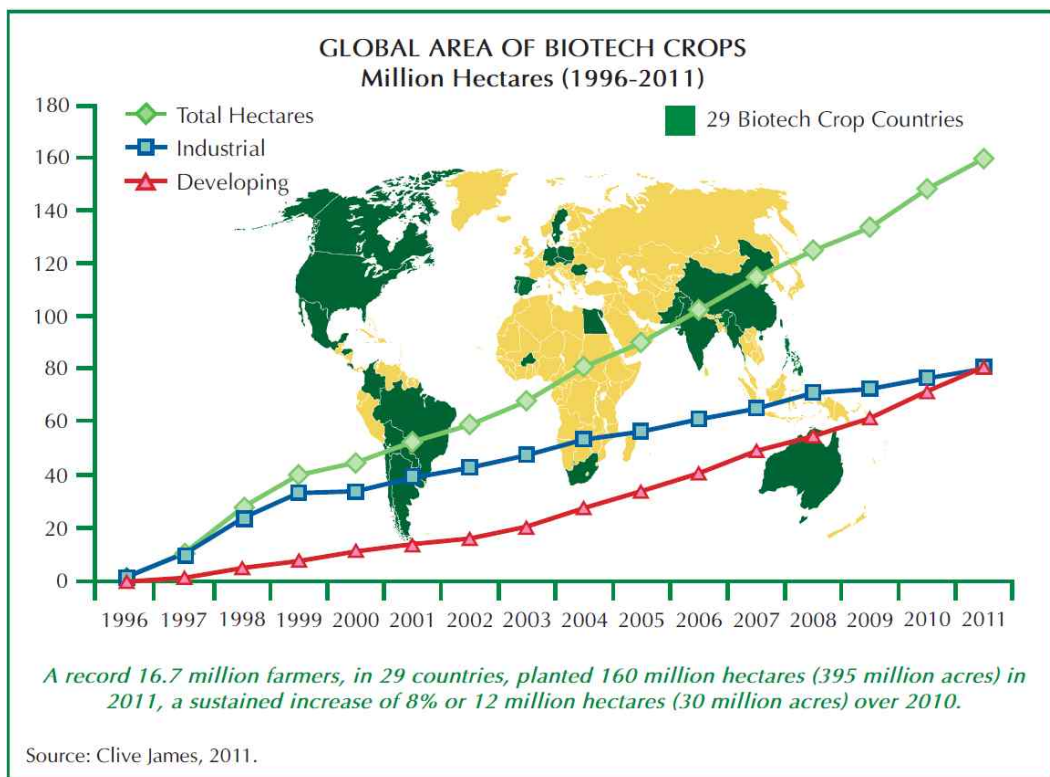 GLOBAL AREA OF BIOTECH CROPS
Million Hectares (1996-2011)
Total Hectares
Industrial
Developing
29 Biotech Crop Countries
180
160
140
120
100
80
60
40
20
0
1996 1997 1998 1999 2000 2001 2002 2003 2004 2005 2006 2007 2008 2009 2010 2011
A record 16.7 million farmers, in 29 countries, planted 160 million hectares (395 million acres) in
2011, a sustained increase of 8% or 12 million hectares (30 million acres) over 2010.
Source: Clive James, 2011.